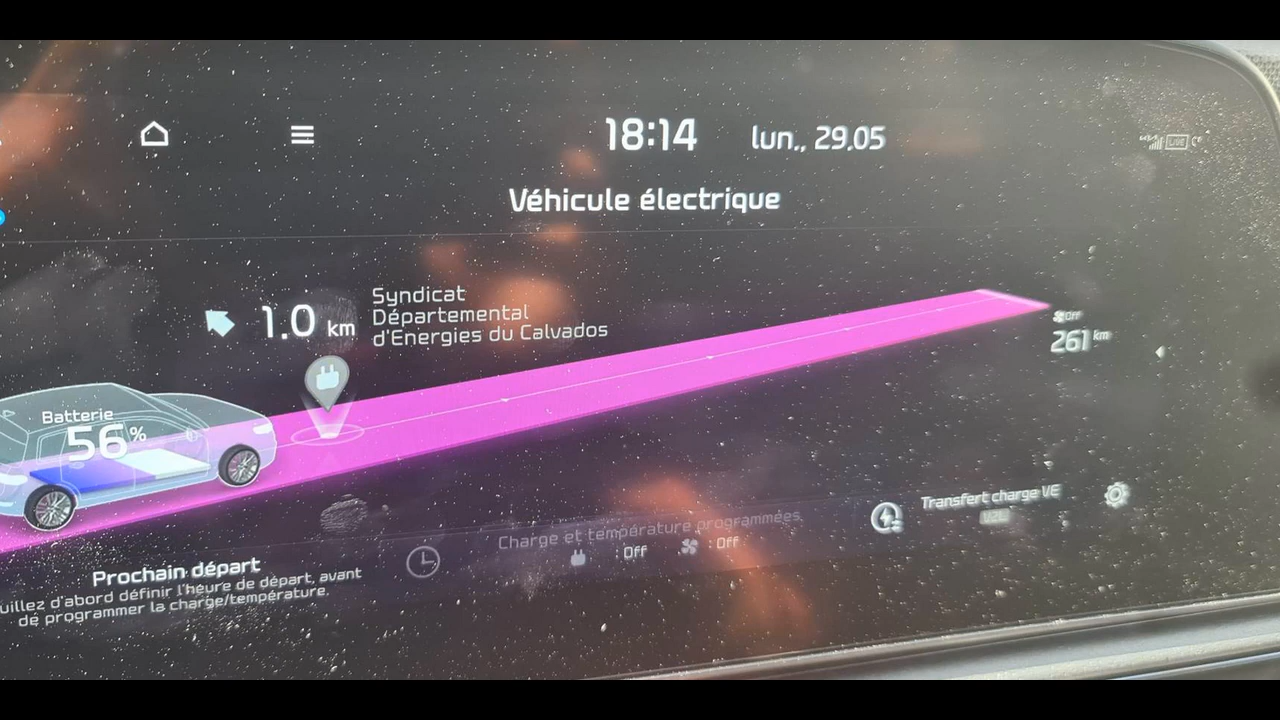 18:14
lun., 29.05
LIVE
Véhicule électrique
1.0 km
Syndicat
Départemental
d'Energies du Calvados
Off
261 km
Batterie
56%
Transfert charge VE
V2L
Charge et température programmées
Off
: Off
Prochain départ
uillez d'abord définir l'heure de départ, avant
de programmer la charge/température.